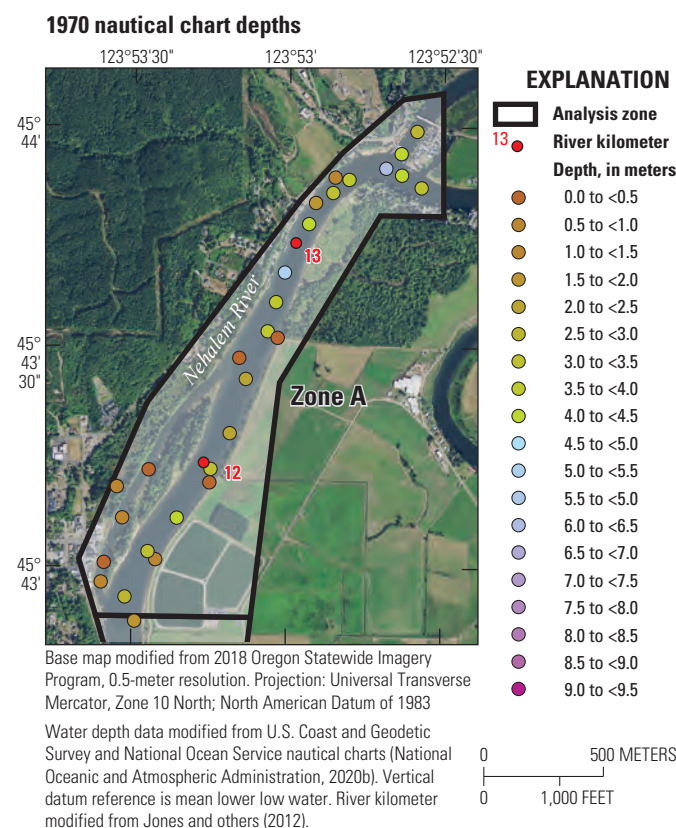 1970 nautical chart depths
123°53'30" 123°53' 123°52'30"
45°
44'
45°
43'
30"
45°
43'
13
Nehalem River
Zone A
12
EXPLANATION
Analysis zone
13 River kilometer
Depth, in meters
0.0 to <0.5
0.5 to <1.0
1.0 to <1.5
1.5 to <2.0
2.0 to <2.5
2.5 to <3.0
3.0 to <3.5
3.5 to <4.0
4.0 to <4.5
4.5 to <5.0
5.0 to <5.5
5.5 to <5.0
6.0 to <6.5
6.5 to <7.0
7.0 to <7.5
7.5 to <8.0
8.0 to <8.5
8.5 to <9.0
9.0 to <9.5
Base map modified from 2018 Oregon Statewide Imagery
Program, 0.5-meter resolution. Projection: Universal Transverse
Mercator, Zone 10 North; North American Datum of 1983
Water depth data modified from U.S. Coast and Geodetic
Survey and National Ocean Service nautical charts (National
Oceanic and Atmospheric Administration, 2020b). Vertical
datum reference is mean lower low water. River kilometer
modified from Jones and others (2012).
0 500 METERS
0 1,000 FEET